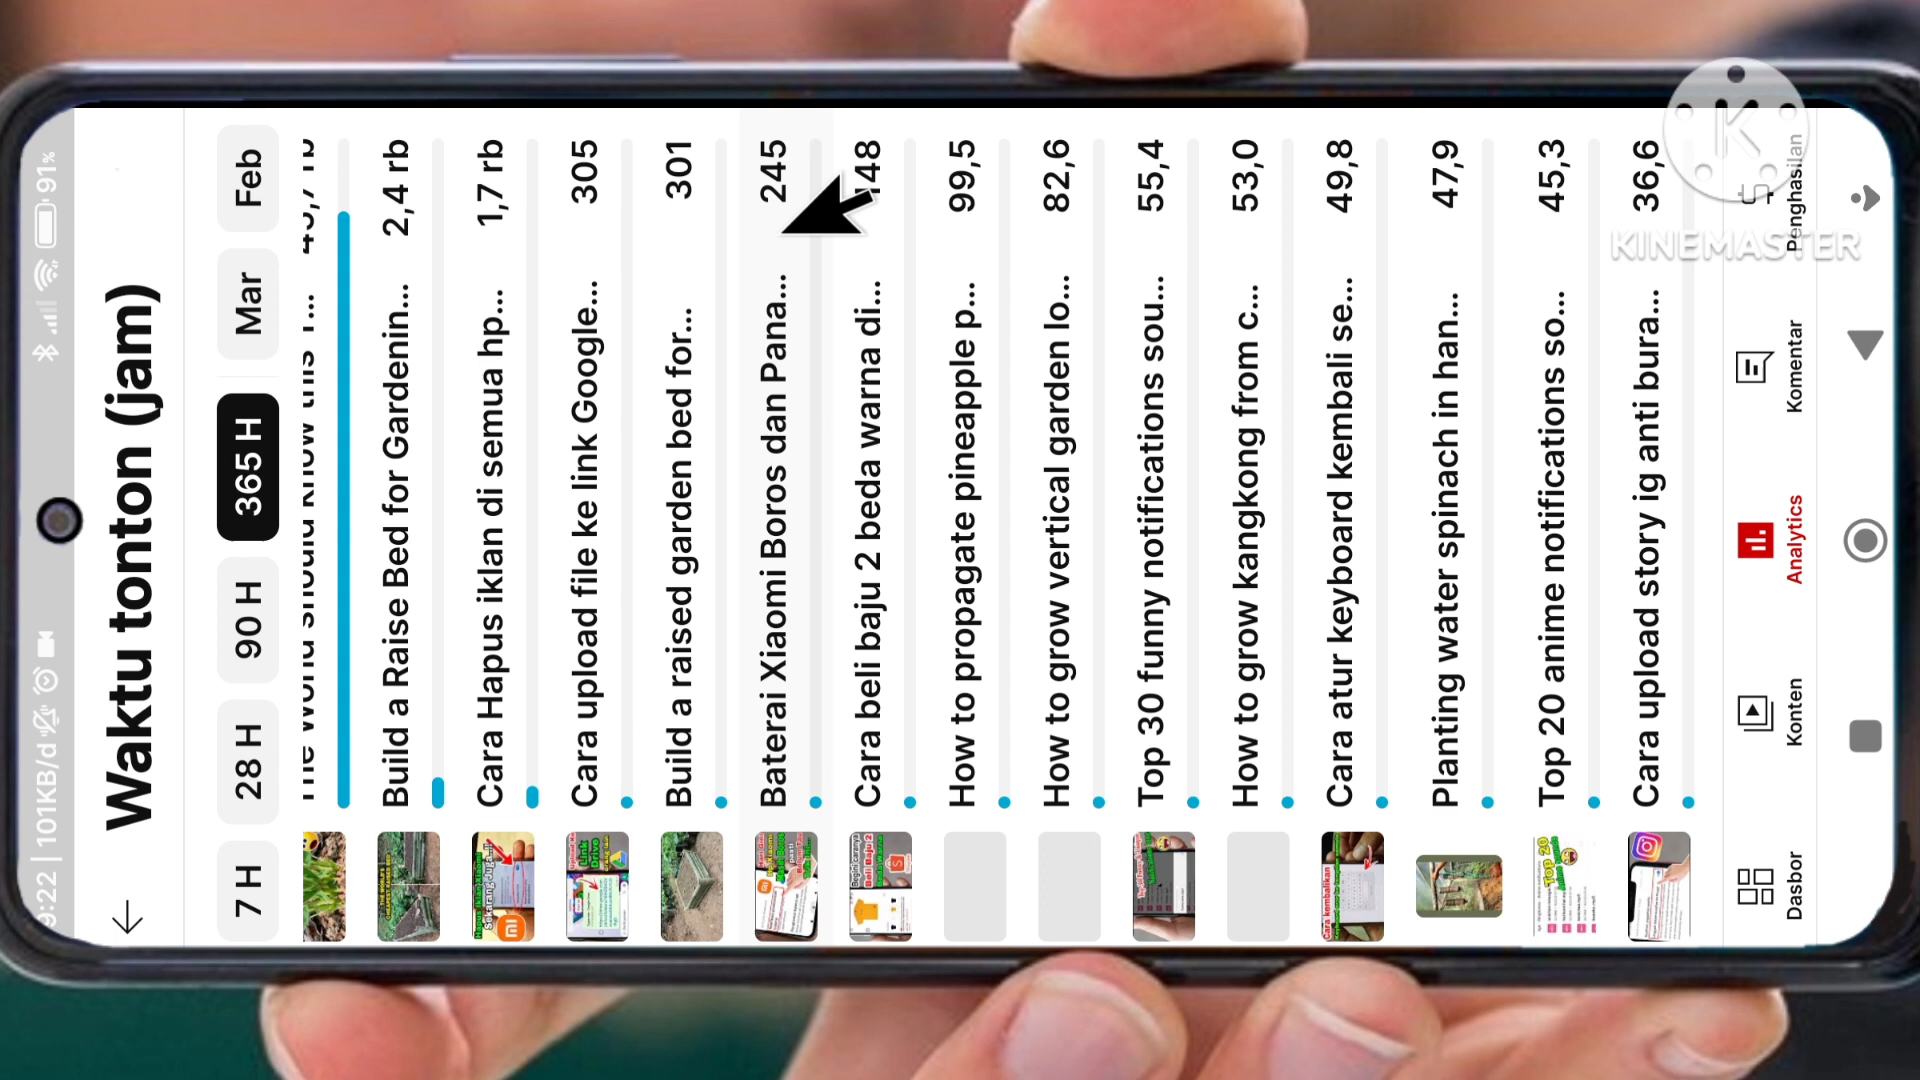 9:22 | 101KB/d
91%
Waktu tonton (jam)
7 H
28 H
90 H
365 H
Mar
Feb
The World should know this T...
Build a Raise Bed for Gardenin...
2,4 rb
Cara Hapus iklan di semua hp...
1,7 rb
Cara upload file ke link Google...
305
Build a raised garden bed for...
301
Baterai Xiaomi Boros dan Pana...
245
Cara beli baju 2 beda warna di...
148
How to propagate pineapple p...
99,5
How to grow vertical garden lo...
82,6
Top 30 funny notifications sou...
55,4
How to grow kangkong from c...
53,0
Cara atur keyboard kembali se...
49,8
Planting water spinach in han...
47,9
Top 20 anime notifications so...
45,3
Cara upload story ig anti bura...
36,6
Dasbor
Konten
Analytics
Komentar
Penghasilan
KINEMASTER